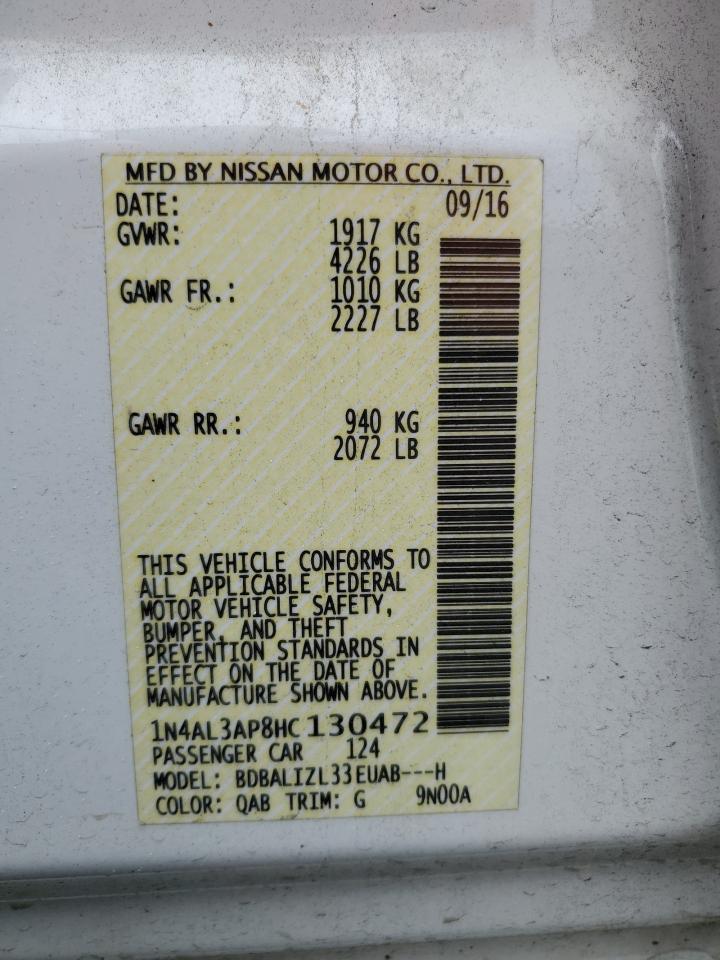 MFD BY NISSAN MOTOR CO., LTD.
DATE: 09/16
GVWR: 1917 KG
4226 LB
GAWR FR.: 1010 KG
2227 LB
GAWR RR.: 940 KG
2072 LB
THIS VEHICLE CONFORMS TO
ALL APPLICABLE FEDERAL
MOTOR VEHICLE SAFETY,
BUMPER, AND THEFT
PREVENTION STANDARDS IN
EFFECT ON THE DATE OF
MANUFACTURE SHOWN ABOVE.
1N4AL3AP8HC130472
PASSENGER CAR 124
MODEL: BDBALIZL33EUAB---H
COLOR: QAB TRIM: G 9N00A